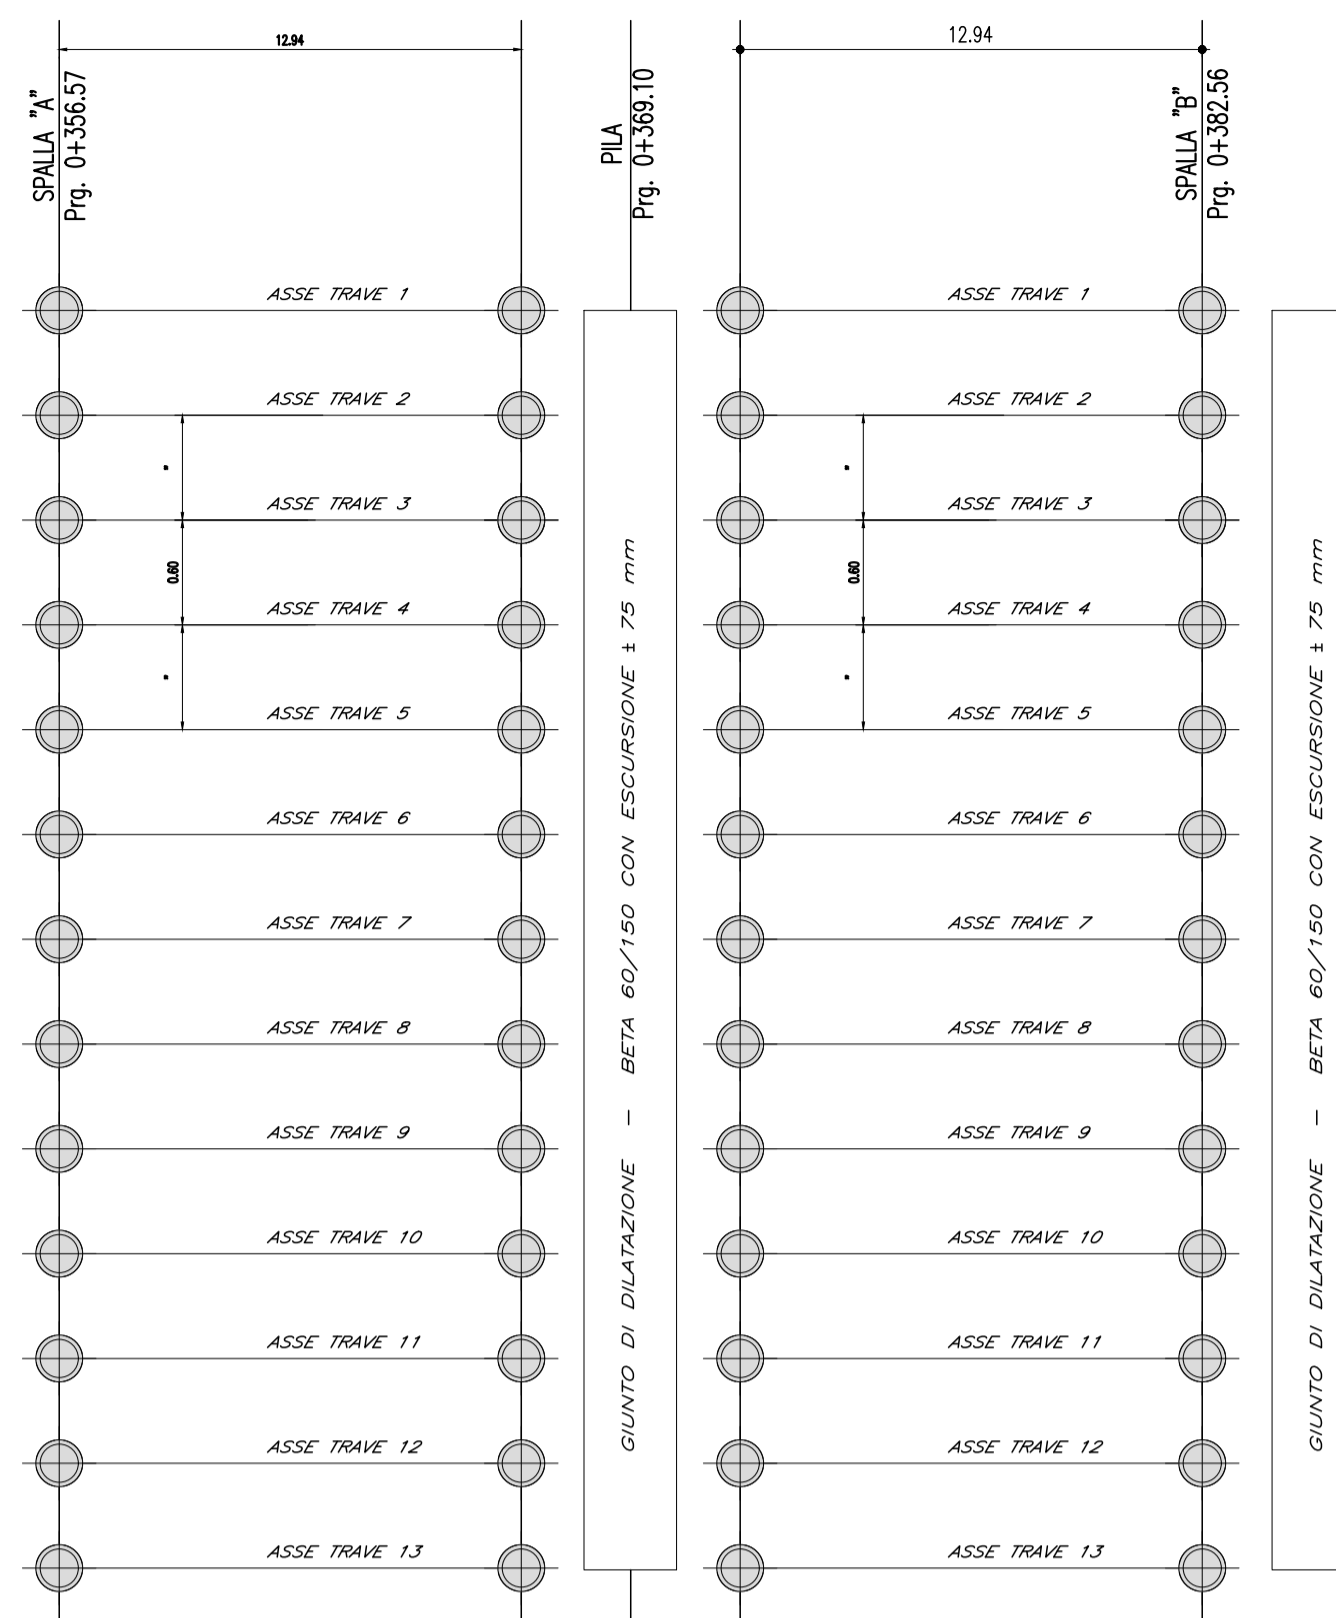 12.94
12.94
SPALLA "A"
Prg. 0+356.57
PILA
Prg. 0+369.10
SPALLA "B"
Prg. 0+382.56
ASSE TRAVE 1
ASSE TRAVE 1
ASSE TRAVE 2
ASSE TRAVE 2
"
"
ASSE TRAVE 3
ASSE TRAVE 3
0.60
0.60
ASSE TRAVE 4
ASSE TRAVE 4
"
"
ASSE TRAVE 5
ASSE TRAVE 5
ASSE TRAVE 6
ASSE TRAVE 6
ASSE TRAVE 7
ASSE TRAVE 7
ASSE TRAVE 8
ASSE TRAVE 8
ASSE TRAVE 9
ASSE TRAVE 9
ASSE TRAVE 10
ASSE TRAVE 10
ASSE TRAVE 11
ASSE TRAVE 11
ASSE TRAVE 12
ASSE TRAVE 12
ASSE TRAVE 13
ASSE TRAVE 13
GIUNTO DI DILATAZIONE – BETA 60/150 CON ESCURSIONE ± 75 mm
GIUNTO DI DILATAZIONE – BETA 60/150 CON ESCURSIONE ± 75 mm